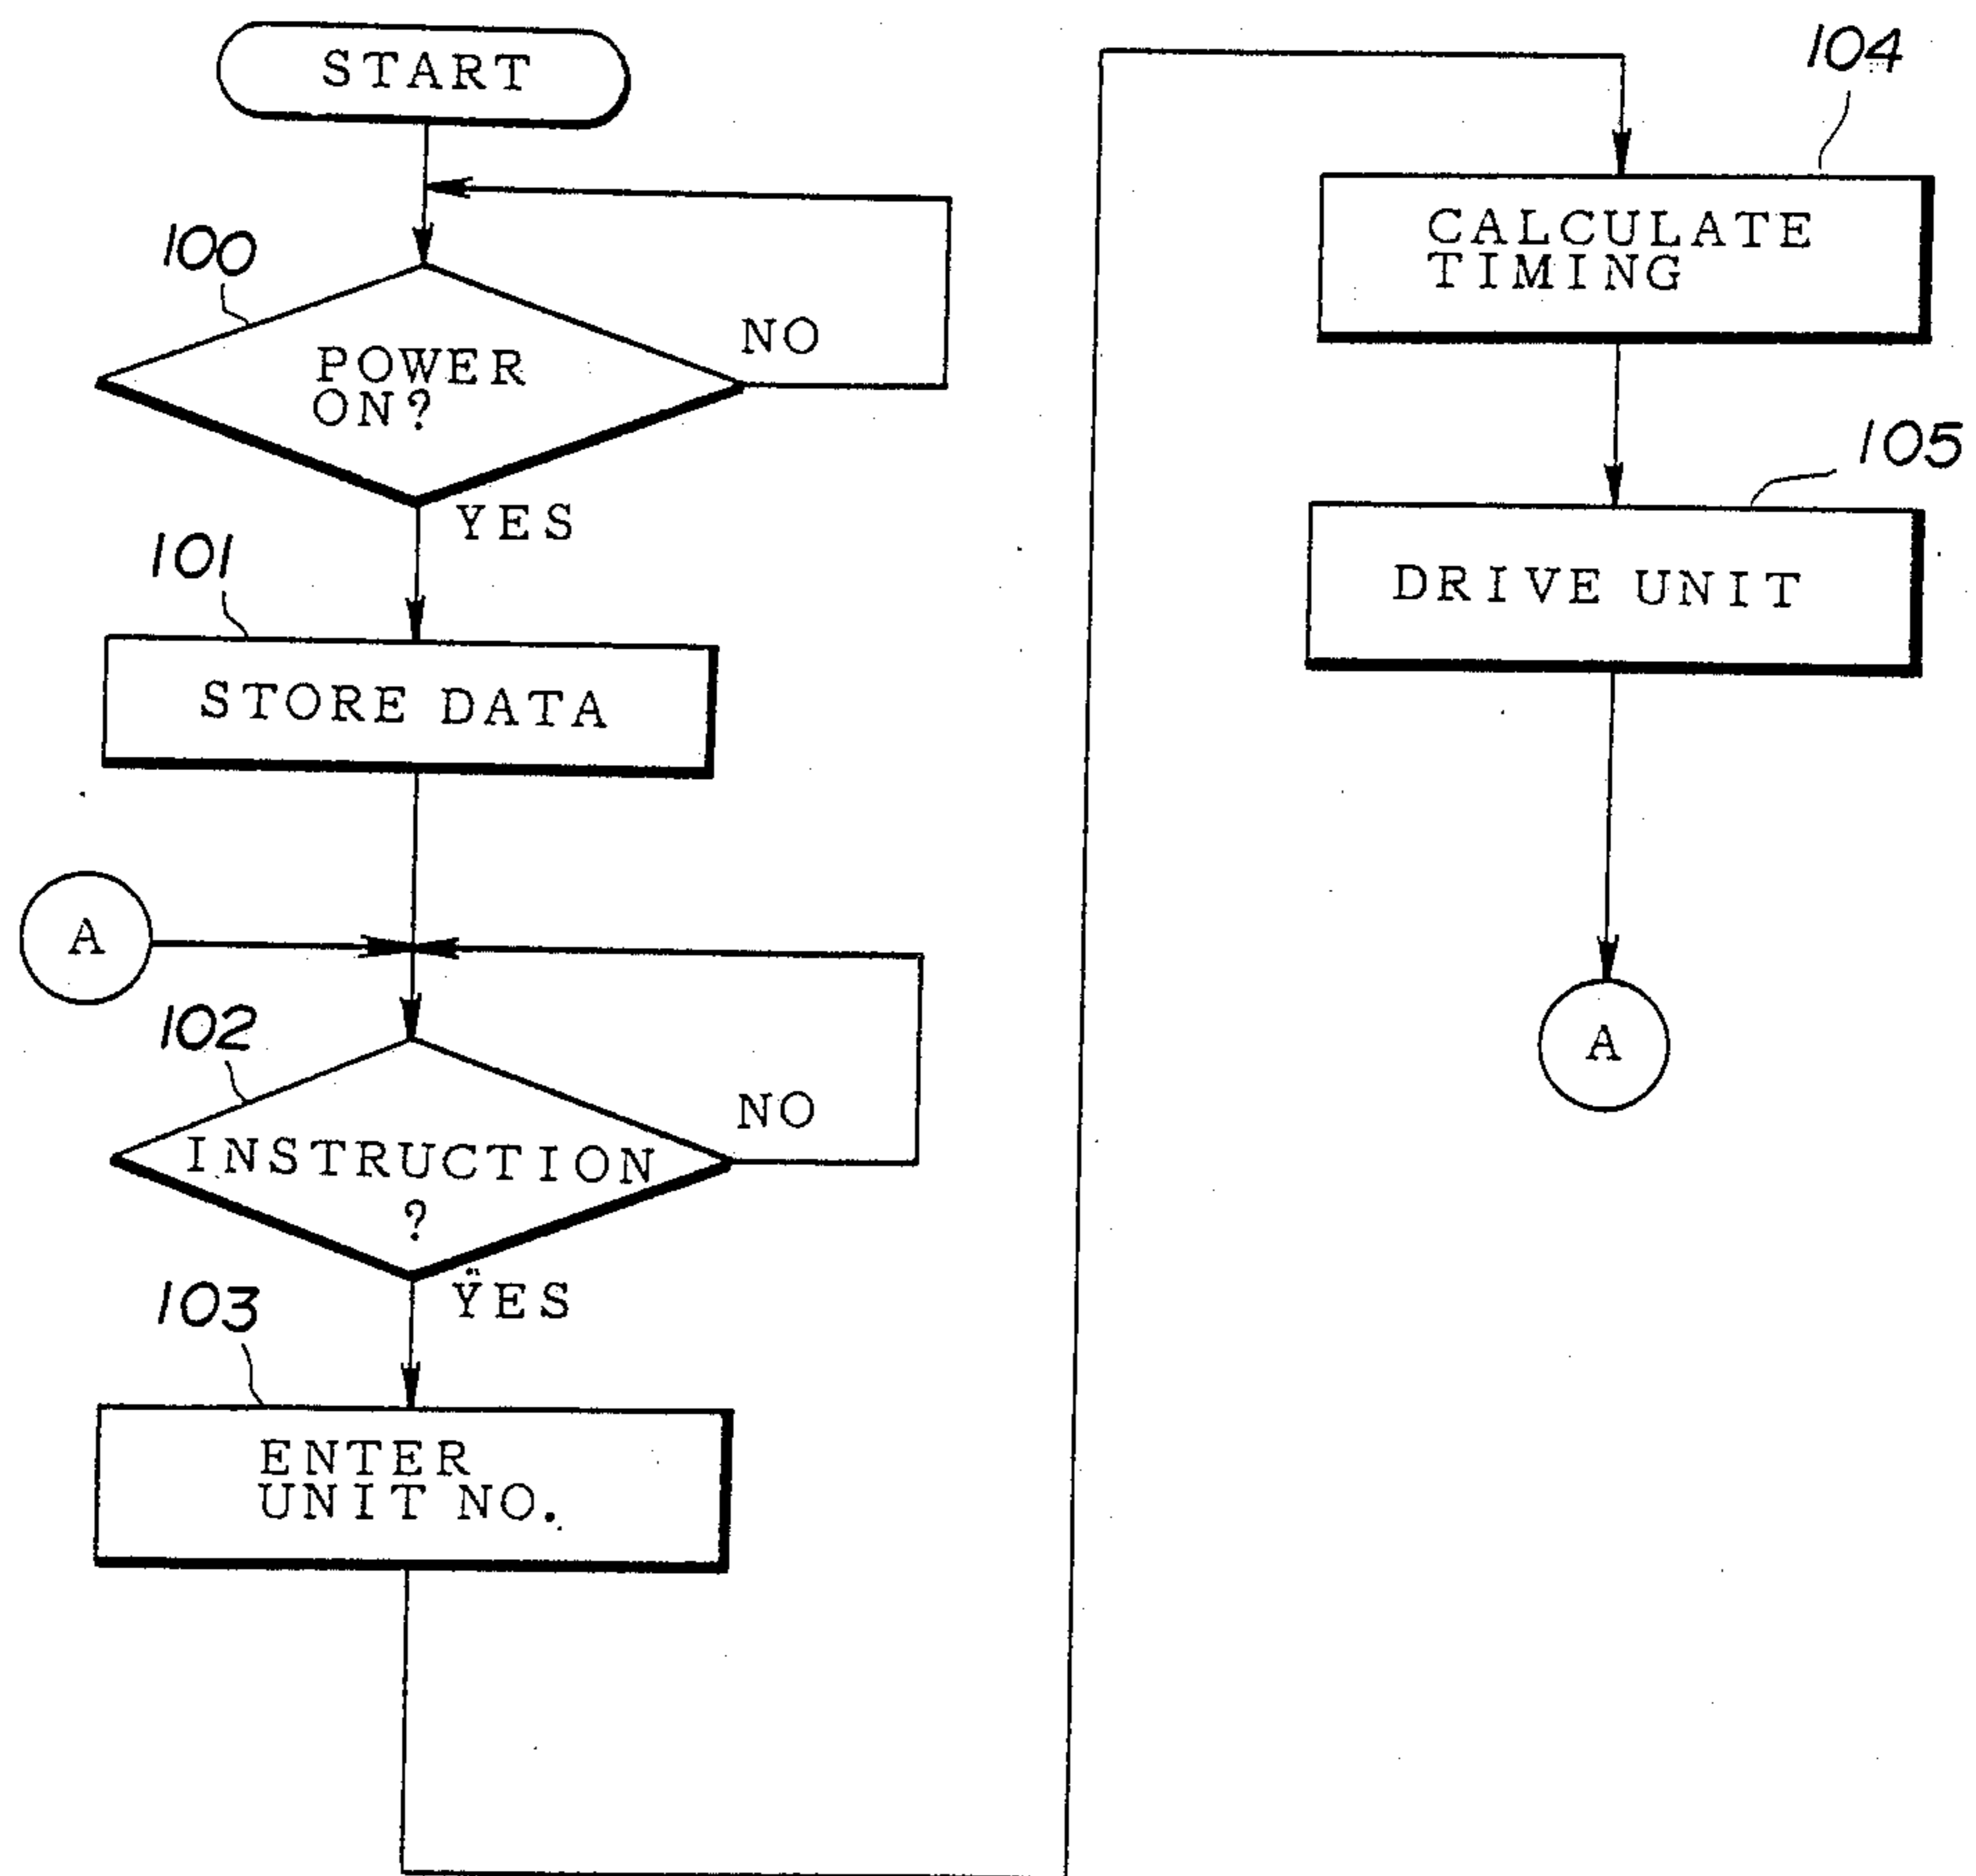 START
100
POWER
ON?
NO
YES
101
STORE DATA
A
102
INSTRUCTION
?
NO
YES
103
ENTER
UNIT NO.
104
CALCULATE
TIMING
105
DRIVE UNIT
A